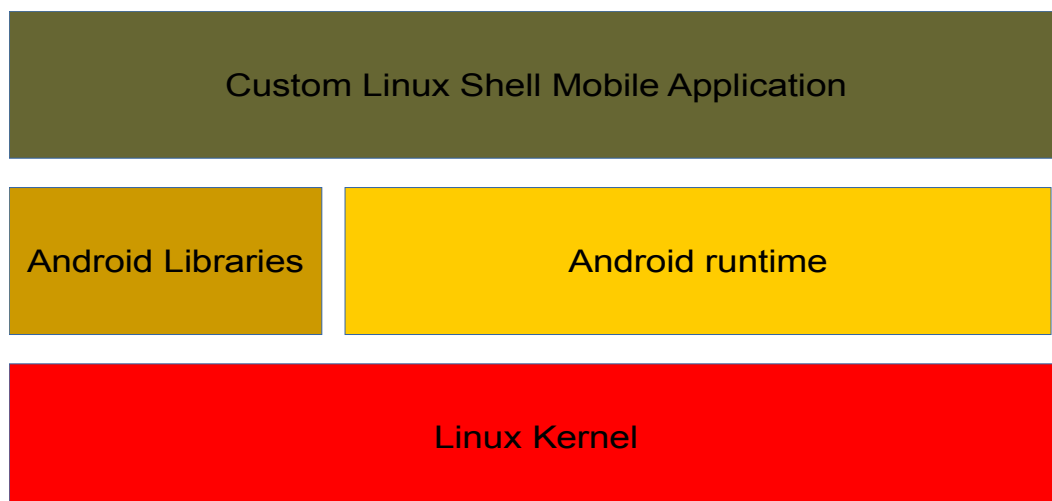 Custom Linux Shell Mobile Application
Android Libraries
Android runtime
Linux Kernel